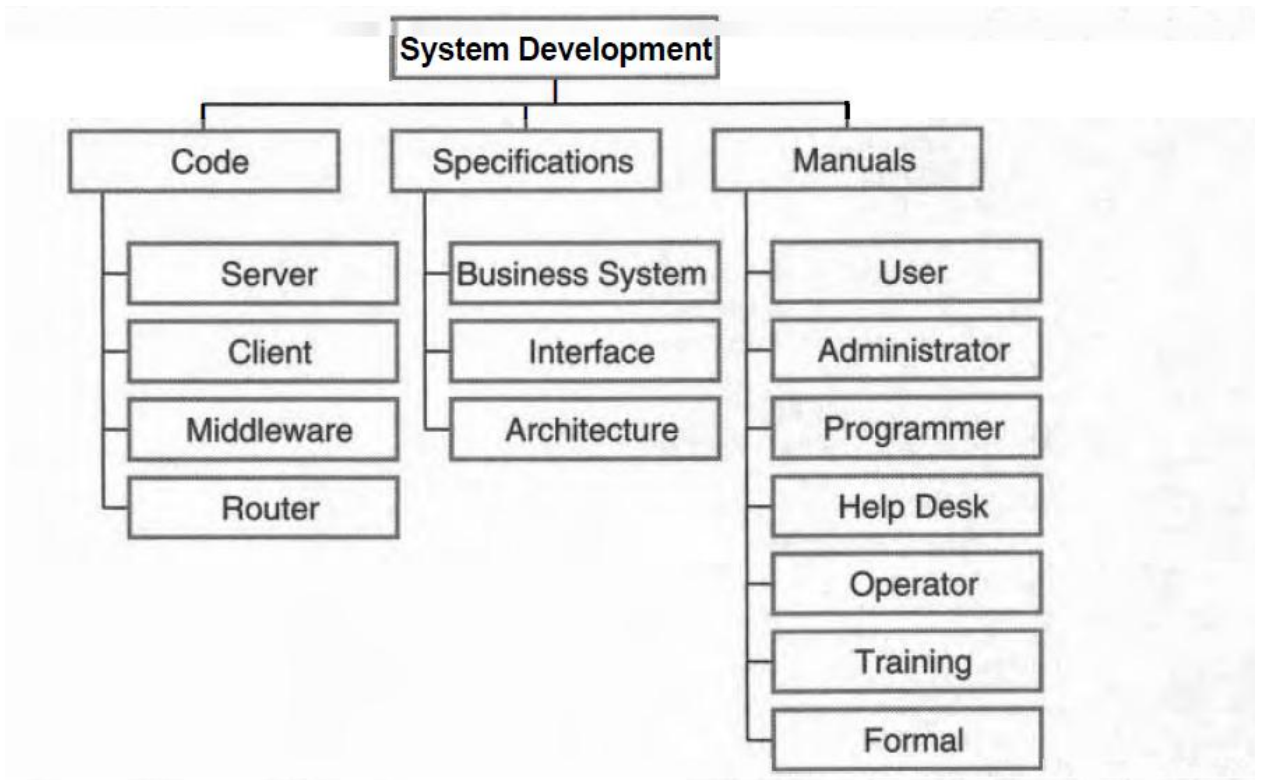 System Development
Code
Specifications
Manuals
Server
Client
Middleware
Router
Business System
Interface
Architecture
User
Administrator
Programmer
Help Desk
Operator
Training
Formal